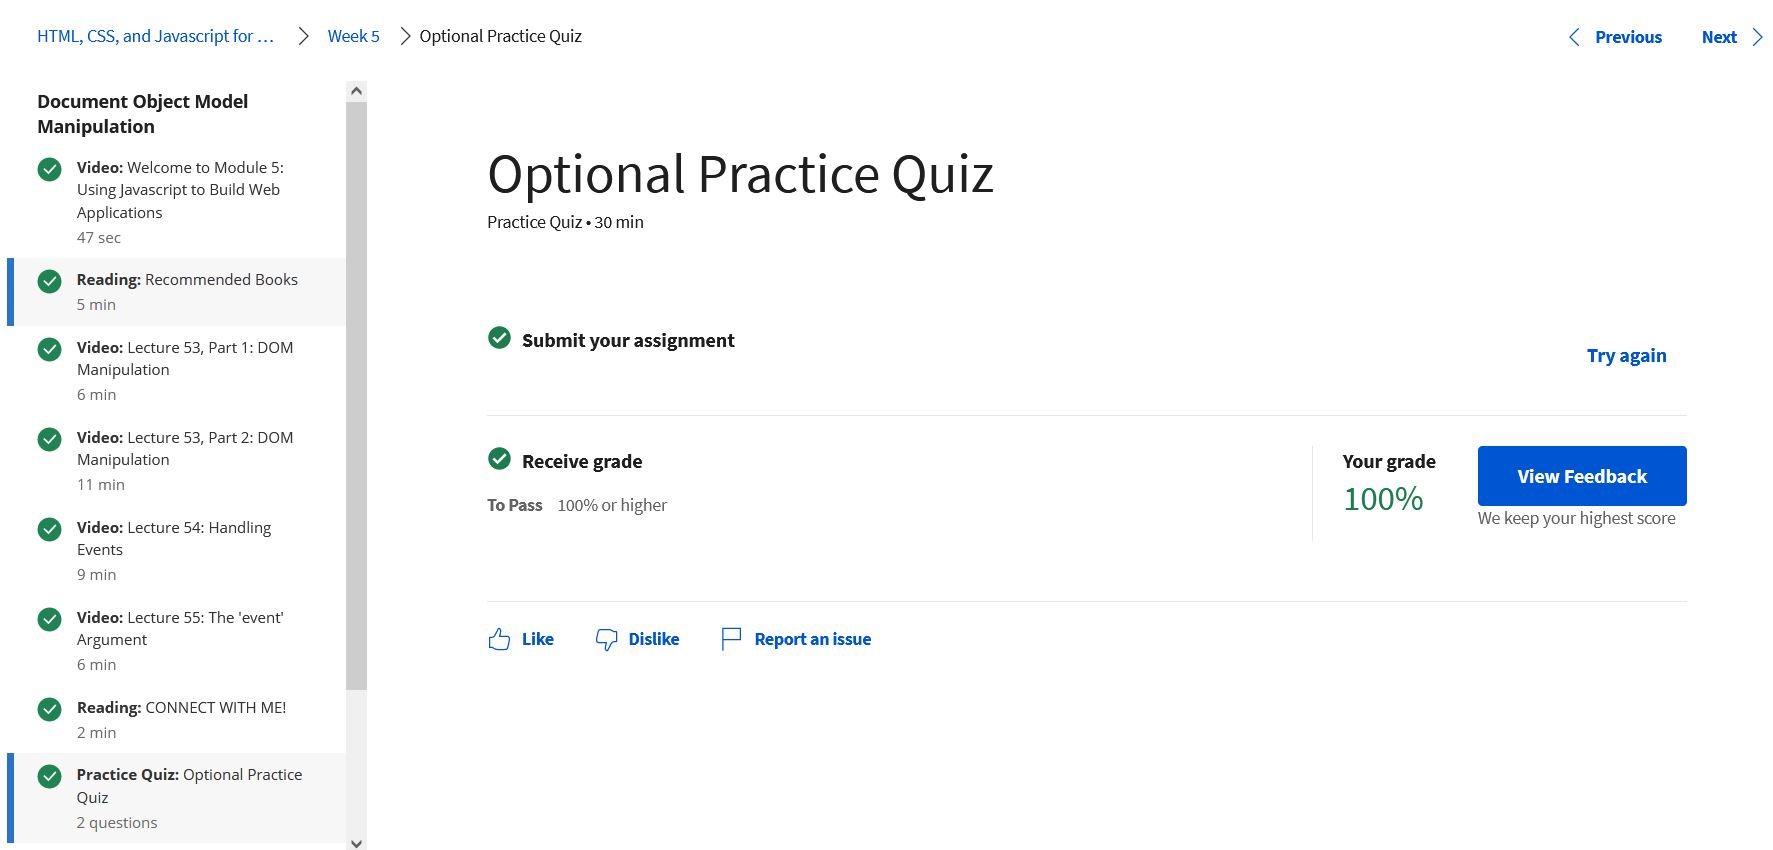 HTML, CSS, and Javascript for ...
Week 5
Optional Practice Quiz
Previous
Next
Document Object Model
Manipulation
Video: Welcome to Module 5:
Using Javascript to Build Web
Applications
47 sec
Reading: Recommended Books
5 min
Video: Lecture 53, Part 1: DOM
Manipulation
6 min
Video: Lecture 53, Part 2: DOM
Manipulation
11 min
Video: Lecture 54: Handling
Events
9 min
Video: Lecture 55: The 'event'
Argument
6 min
Reading: CONNECT WITH ME!
2 min
Practice Quiz: Optional Practice
Quiz
2 questions
Optional Practice Quiz
Practice Quiz • 30 min
Submit your assignment
Try again
Receive grade
To Pass 100% or higher
Your grade
100%
View Feedback
We keep your highest score
Like
Dislike
Report an issue